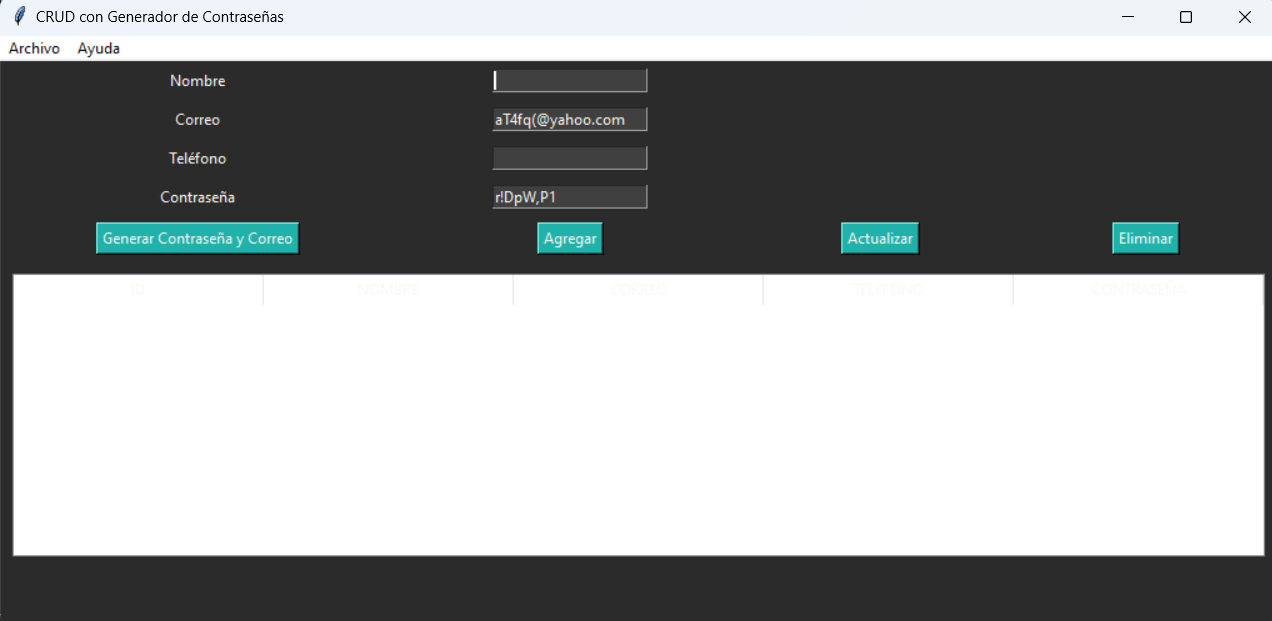 CRUD con Generador de Contraseñas
Archivo Ayuda
Nombre
Correo aT4fq(@yahoo.com
Teléfono
Contraseña r!DpW,P1
Generar Contraseña y Correo Agregar Actualizar Eliminar
ID NOMBRE CORREO TELEFONO CONTRASEÑA